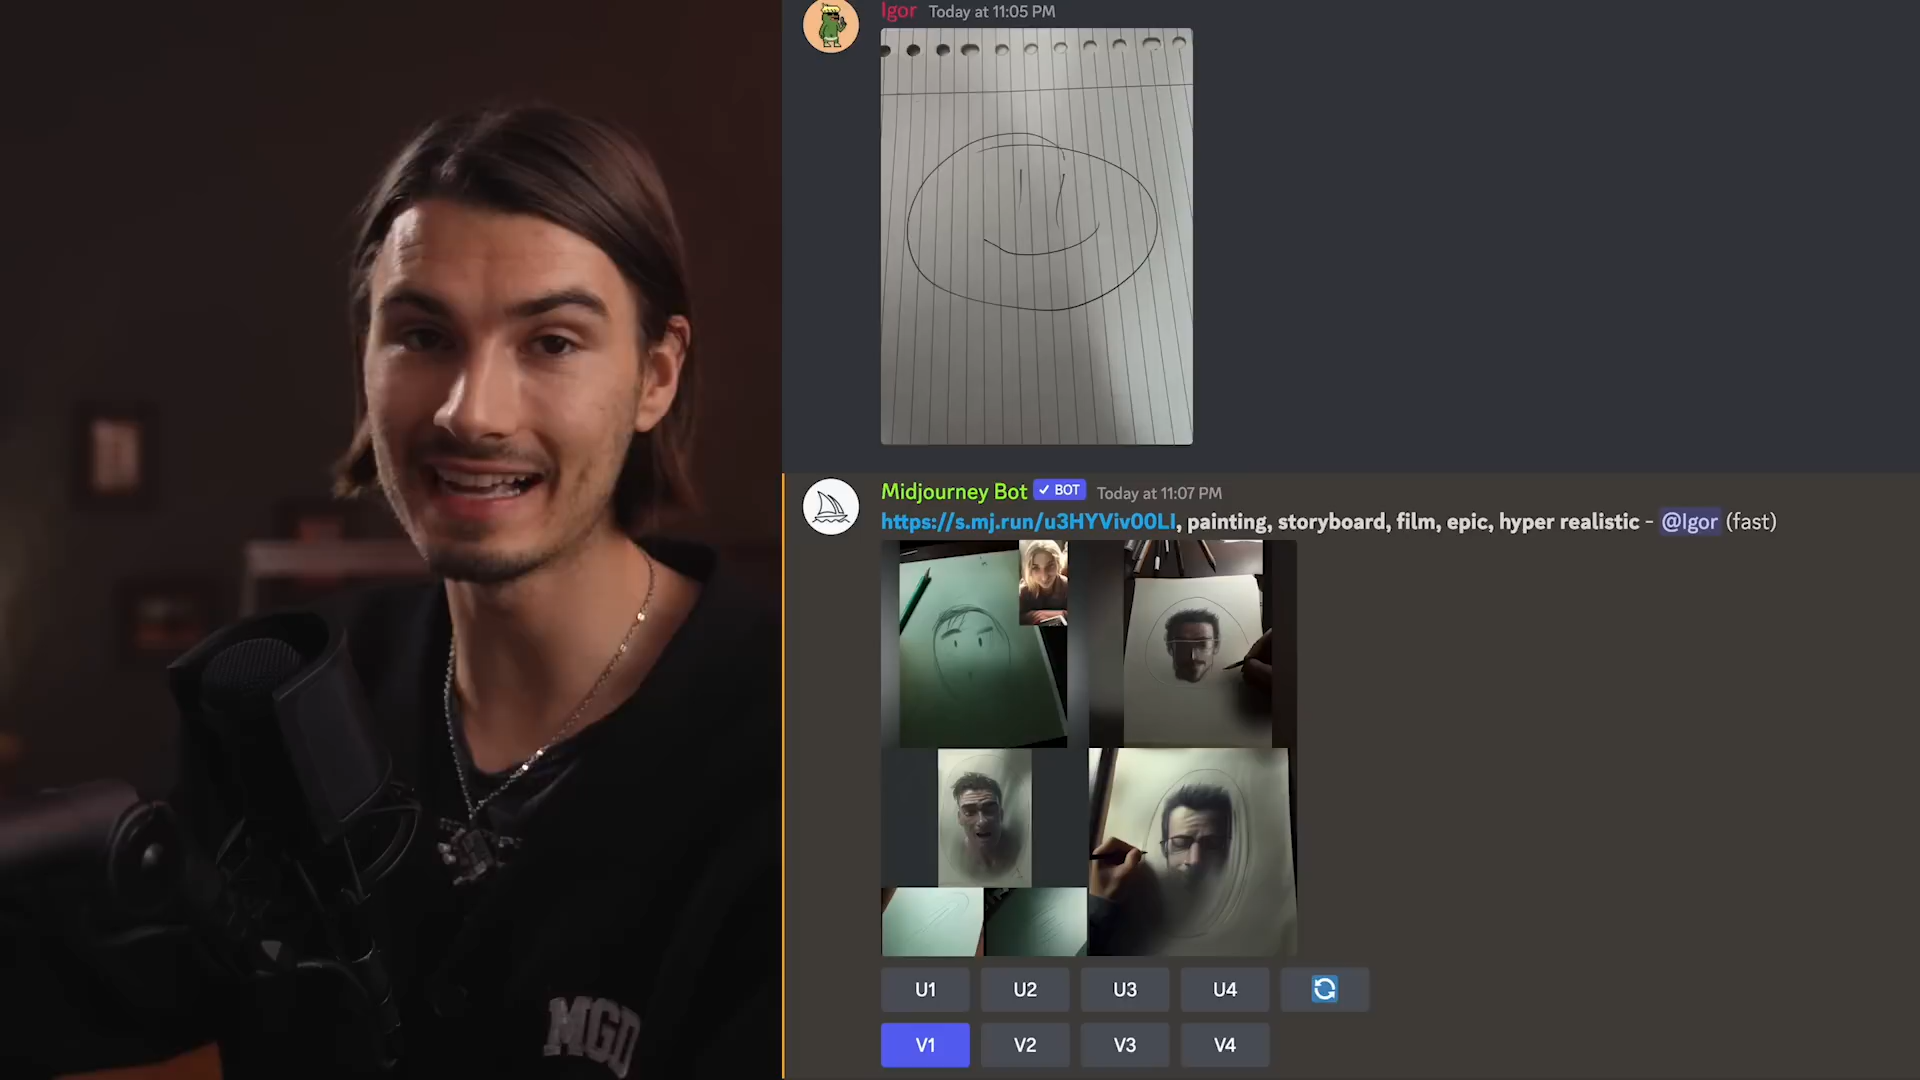 Igor Today at 11:05 PM
Midjourney Bot ✓ BOT Today at 11:07 PM
https://s.mj.run/u3HYViv00LI, painting, storyboard, film, epic, hyper realistic - @Igor (fast)
U1 U2 U3 U4
V1 V2 V3 V4
MGD